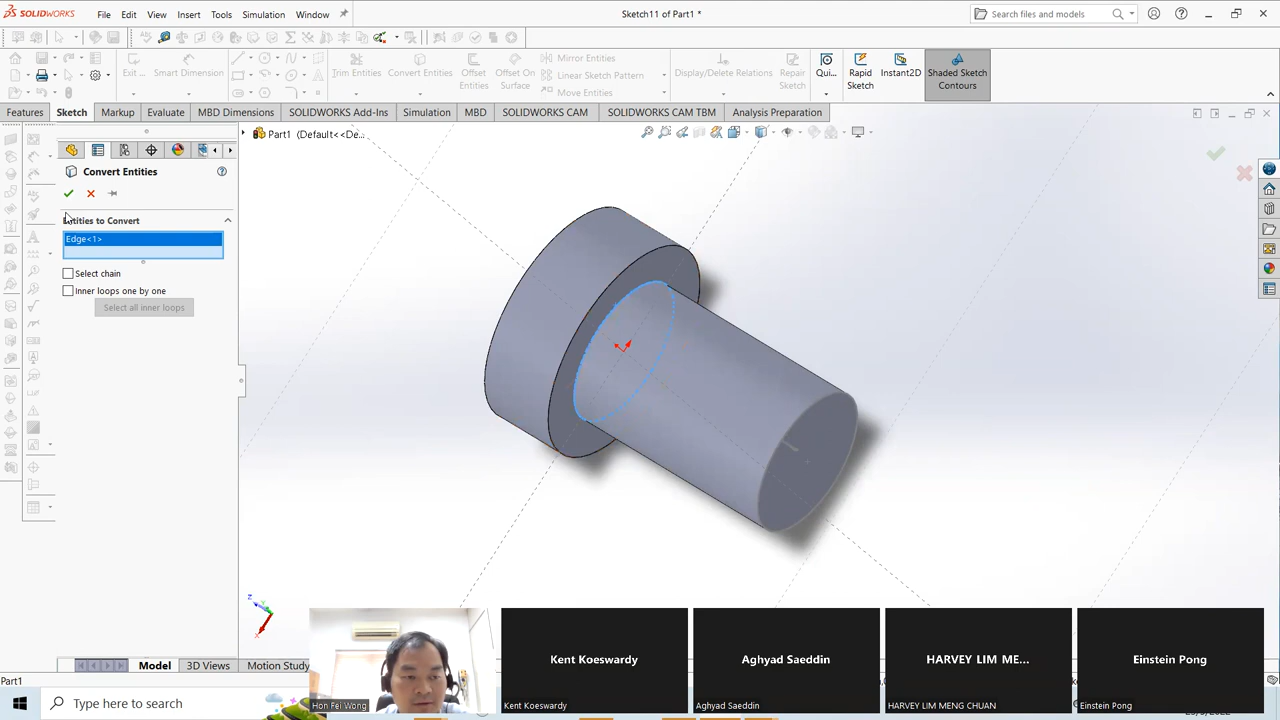 SOLIDWORKS
File
Edit
View
Insert
Tools
Simulation
Window
Sketch11 of Part1 *
Search files and models
Exit ...
Smart Dimension
Trim Entities
Convert Entities
Offset
Entities
Offset On
Surface
Mirror Entities
Linear Sketch Pattern
Move Entities
Display/Delete Relations
Repair
Sketch
Qui...
Rapid
Sketch
Instant2D
Shaded Sketch
Contours
Features
Sketch
Markup
Evaluate
MBD Dimensions
SOLIDWORKS Add-Ins
Simulation
MBD
SOLIDWORKS CAM
SOLIDWORKS CAM TBM
Analysis Preparation
Part1 (Default<<De...
Convert Entities
Entities to Convert
Edge<1>
Select chain
Inner loops one by one
Select all inner loops
Z
X
Model
3D Views
Motion Study
Part1
Type here to search
Hon Fei Wong
Kent Koeswardy
Kent Koeswardy
Aghyad Saeddin
Aghyad Saeddin
HARVEY LIM ME...
HARVEY LIM MENG CHUAN
Einstein Pong
Einstein Pong